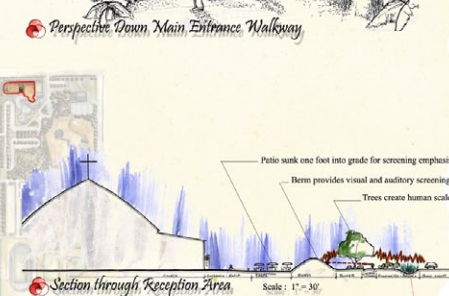 Perspective Down Main Entrance Walkway
Patio sunk one foot into grade for screening emphasi
Berm provides visual and auditory screening
Trees create human scale
Section through Reception Area
Scale : 1" = 30'